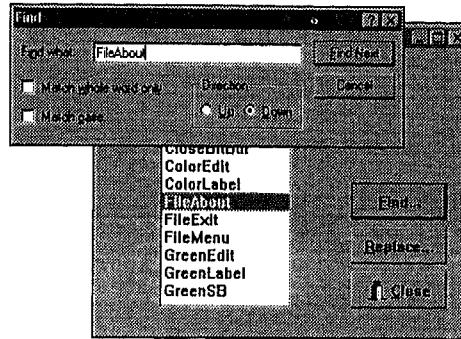 Find
Find what: FileAbout
Find Next
Match whole word only
Direction
Cancel
Up Down
Match case
CloseBitBtn
ColorEdit
ColorLabel
FileAbout
Find...
FileExit
FileMenu
Replace...
GreenEdit
GreenLabel
Close
GreenSB